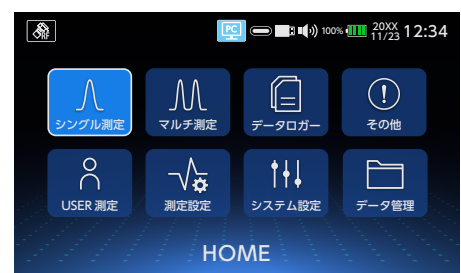 PC 100% 20XX 11/23 12:34
シングル測定 マルチ測定 データロガー その他
USER 測定 測定設定 システム設定 データ管理
HOME